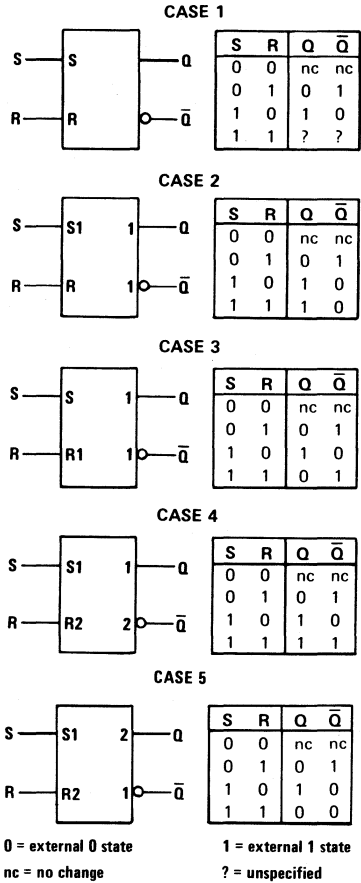 CASE 1
S S Q
R R Q̅
S R Q Q̅
0 0 nc nc
0 1 0 1
1 0 1 0
1 1 ? ?
CASE 2
S S1 1 Q
R R 1 Q̅
S R Q Q̅
0 0 nc nc
0 1 0 1
1 0 1 0
1 1 1 0
CASE 3
S S 1 Q
R R1 1 Q̅
S R Q Q̅
0 0 nc nc
0 1 0 1
1 0 1 0
1 1 0 1
CASE 4
S S1 1 Q
R R2 2 Q̅
S R Q Q̅
0 0 nc nc
0 1 0 1
1 0 1 0
1 1 1 1
CASE 5
S S1 2 Q
R R2 1 Q̅
S R Q Q̅
0 0 nc nc
0 1 0 1
1 0 1 0
1 1 0 0
0 = external 0 state 1 = external 1 state
nc = no change ? = unspecified